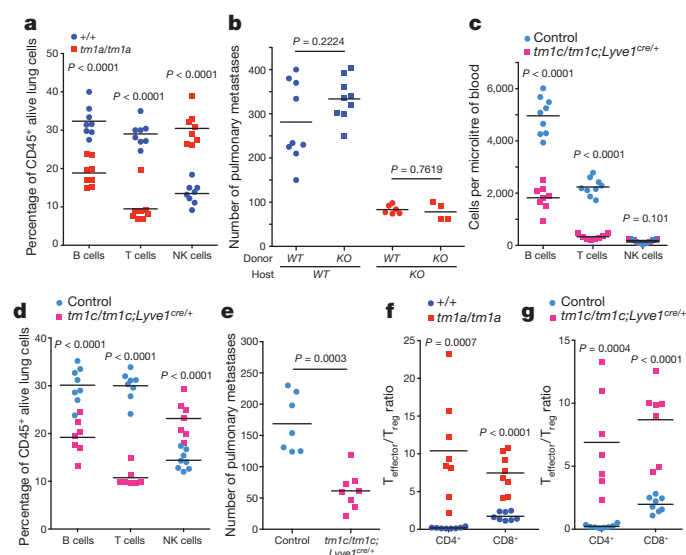 a
+/+
tm1a/tm1a
Percentage of CD45+ alive lung cells
40
30
20
10
0
P < 0.0001
P < 0.0001
P < 0.0001
B cells T cells NK cells
b
Number of pulmonary metastases
500
400
300
200
100
0
P = 0.2224
P = 0.7619
Donor WT KO WT KO
Host WT KO
c
Control
tm1c/tm1c;Lyve1cre/+
Cells per microlitre of blood
8,000
6,000
4,000
2,000
0
P < 0.0001
P < 0.0001
P = 0.101
B cells T cells NK cells
d
Control
tm1c/tm1c;Lyve1cre/+
Percentage of CD45+ alive lung cells
40
30
20
10
0
P < 0.0001
P < 0.0001
P < 0.0001
B cells T cells NK cells
e
Number of pulmonary metastases
300
250
200
150
100
50
0
P = 0.0003
Control tm1c/tm1c;
Lyve1cre/+
f
+/+
tm1a/tm1a
Teffector/Treg ratio
25
20
15
10
5
0
P = 0.0007
P < 0.0001
CD4+ CD8+
g
Control
tm1c/tm1c;Lyve1cre/+
Teffector/Treg ratio
15
10
5
0
P = 0.0004
P < 0.0001
CD4+ CD8+